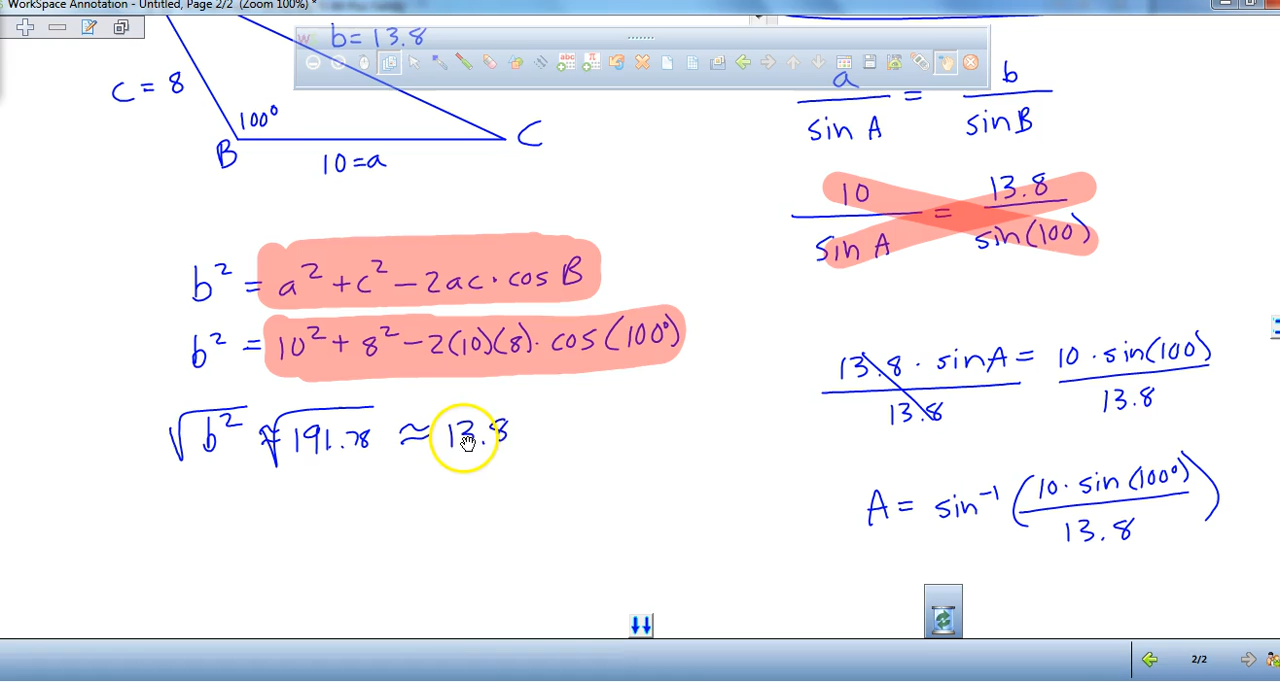 WorkSpace Annotation - Untitled, Page 2/2 (Zoom 100%) *
b = 13.8
c = 8
100°
B
C
10 = a
b² = a² + c² − 2ac · cos B
b² = 10² + 8² − 2(10)(8) · cos (100°)
√b² ≈ √191.78 ≈ 13.8
a / sin A = b / sin B
10 / sin A = 13.8 / sin(100)
13.8 · sin A / 13.8 = 10 · sin(100) / 13.8
A = sin⁻¹ (10 · sin (100°) / 13.8)
2/2